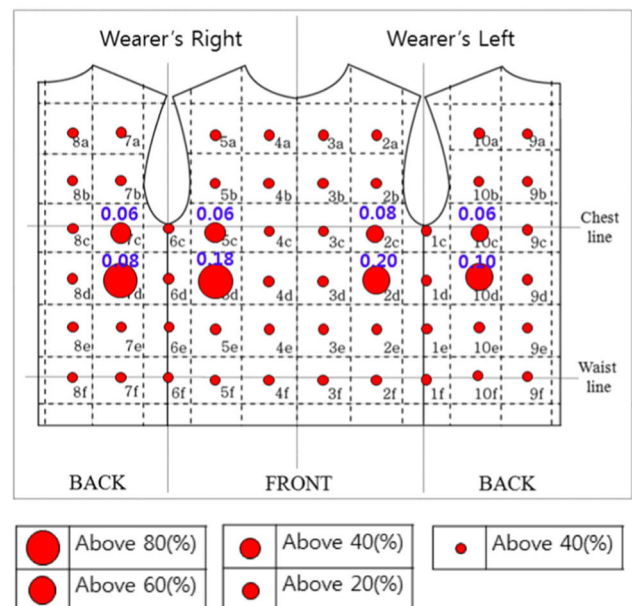 Wearer's Right Wearer's Left
8a 7a 5a 4a 3a 2a 10a 9a
8b 7b 5b 4b 3b 2b 10b 9b
0.06 0.06 0.08 0.06
Chest
8c 7c 6c 5c 4c 3c 2c 1c 10c 9c
line
0.08 0.18 0.20 0.10
8d 7d 6d 5d 4d 3d 2d 1d 10d 9d
8e 7e 6e 5e 4e 3e 2e 1e 10e 9e
Waist
8f 7f 6f 5f 4f 3f 2f 1f 10f 9f
line
BACK FRONT BACK
Above 80(%) Above 40(%) Above 40(%)
Above 60(%) Above 20(%)